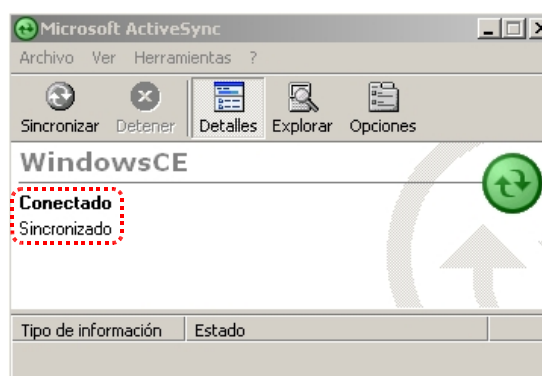 Microsoft ActiveSync
Archivo Ver Herramientas ?
Sincronizar Detener Detalles Explorar Opciones
WindowsCE
Conectado
Sincronizado
Tipo de información Estado